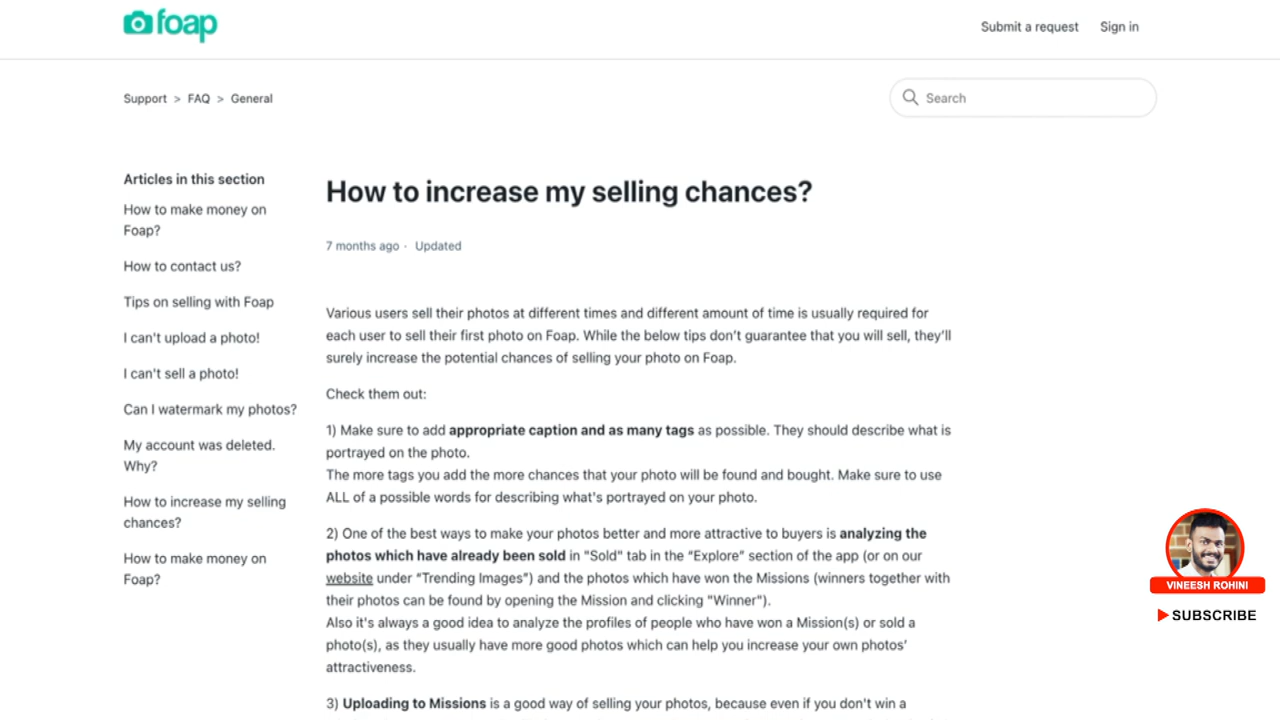 foap
Submit a request Sign in
Support > FAQ > General
Search
Articles in this section
How to make money on
Foap?
How to contact us?
Tips on selling with Foap
I can't upload a photo!
I can't sell a photo!
Can I watermark my photos?
My account was deleted.
Why?
How to increase my selling
chances?
How to make money on
Foap?
How to increase my selling chances?
7 months ago · Updated
Various users sell their photos at different times and different amount of time is usually required for
each user to sell their first photo on Foap. While the below tips don’t guarantee that you will sell, they’ll
surely increase the potential chances of selling your photo on Foap.
Check them out:
1) Make sure to add appropriate caption and as many tags as possible. They should describe what is
portrayed on the photo.
The more tags you add the more chances that your photo will be found and bought. Make sure to use
ALL of a possible words for describing what's portrayed on your photo.
2) One of the best ways to make your photos better and more attractive to buyers is analyzing the
photos which have already been sold in "Sold" tab in the “Explore” section of the app (or on our
website under “Trending Images”) and the photos which have won the Missions (winners together with
their photos can be found by opening the Mission and clicking "Winner").
Also it's always a good idea to analyze the profiles of people who have won a Mission(s) or sold a
photo(s), as they usually have more good photos which can help you increase your own photos’
attractiveness.
3) Uploading to Missions is a good way of selling your photos, because even if you don't win a
VINEESH ROHINI
SUBSCRIBE